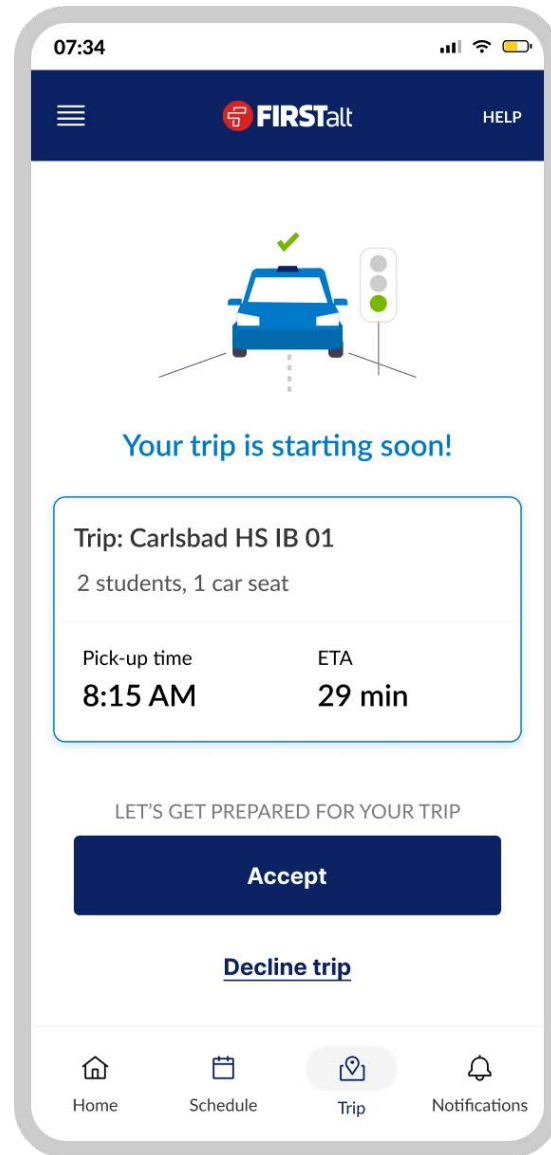 07:34
FIRSTalt
HELP
Your trip is starting soon!
Trip: Carlsbad HS IB 01
2 students, 1 car seat
Pick-up time ETA
8:15 AM 29 min
LET'S GET PREPARED FOR YOUR TRIP
Accept
Decline trip
Home Schedule Trip Notifications